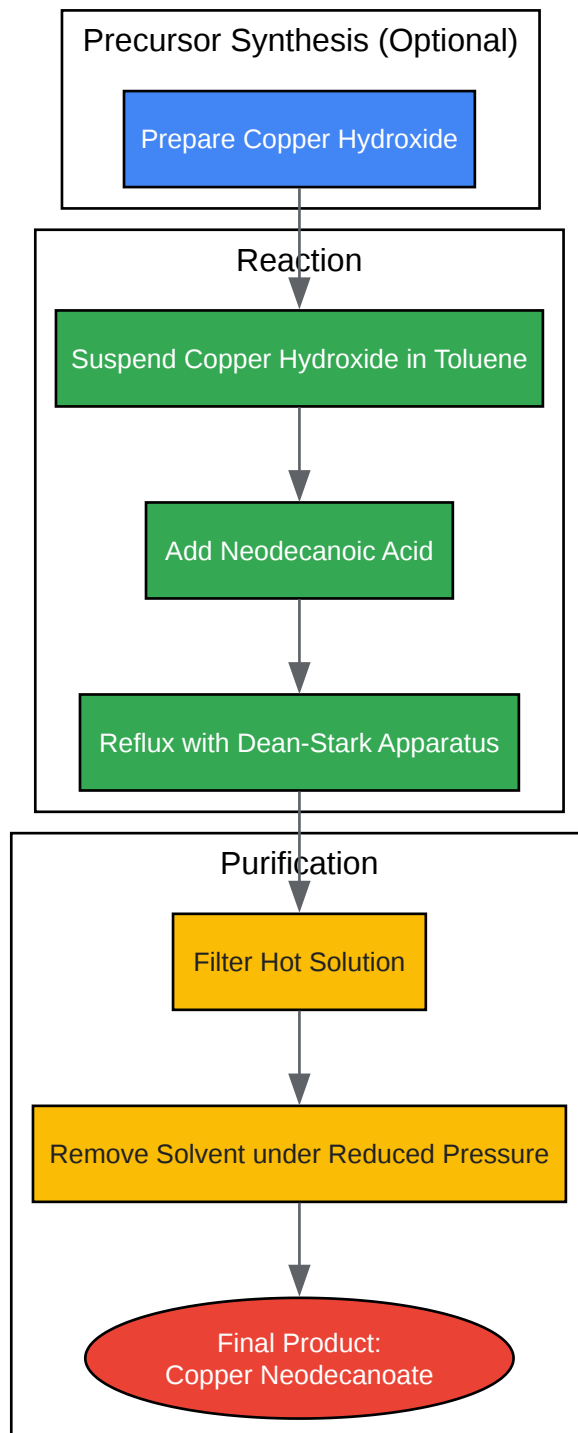 Precursor Synthesis (Optional)
Prepare Copper Hydroxide
Reaction
Suspend Copper Hydroxide in Toluene
Add Neodecanoic Acid
Reflux with Dean-Stark Apparatus
Purification
Filter Hot Solution
Remove Solvent under Reduced Pressure
Final Product:
Copper Neodecanoate